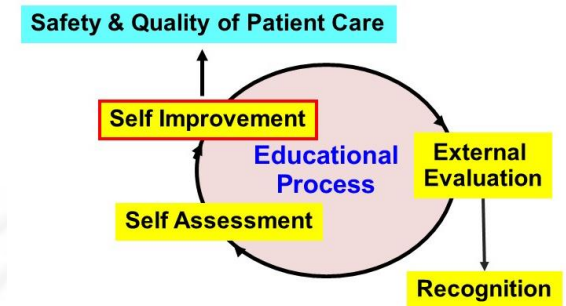 Safety & Quality of Patient Care
Self Improvement
Educational
Process
External
Evaluation
Self Assessment
Recognition